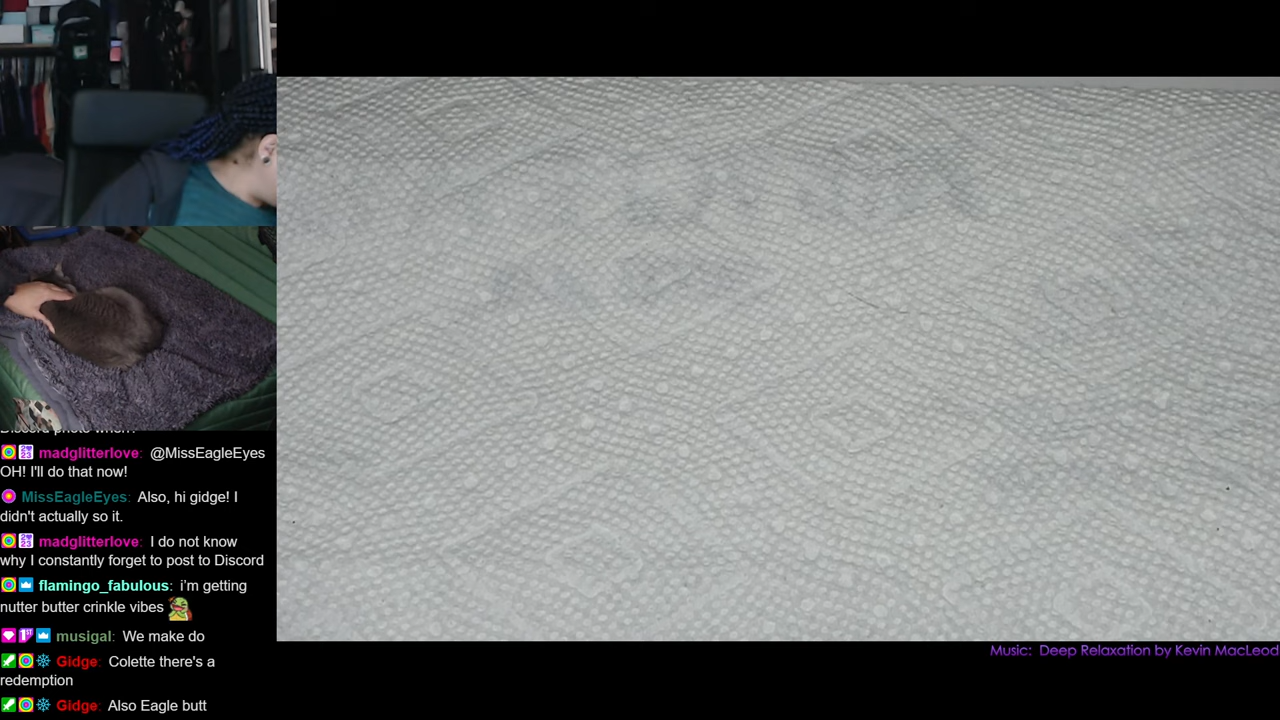 madglitterlove: @MissEagleEyes
OH! I'll do that now!
MissEagleEyes: Also, hi gidge! I
didn't actually so it.
madglitterlove: I do not know
why I constantly forget to post to Discord
flamingo_fabulous: i'm getting
nutter butter crinkle vibes
musigal: We make do
Gidge: Colette there's a
redemption
Gidge: Also Eagle butt
Music: Deep Relaxation by Kevin MacLeod